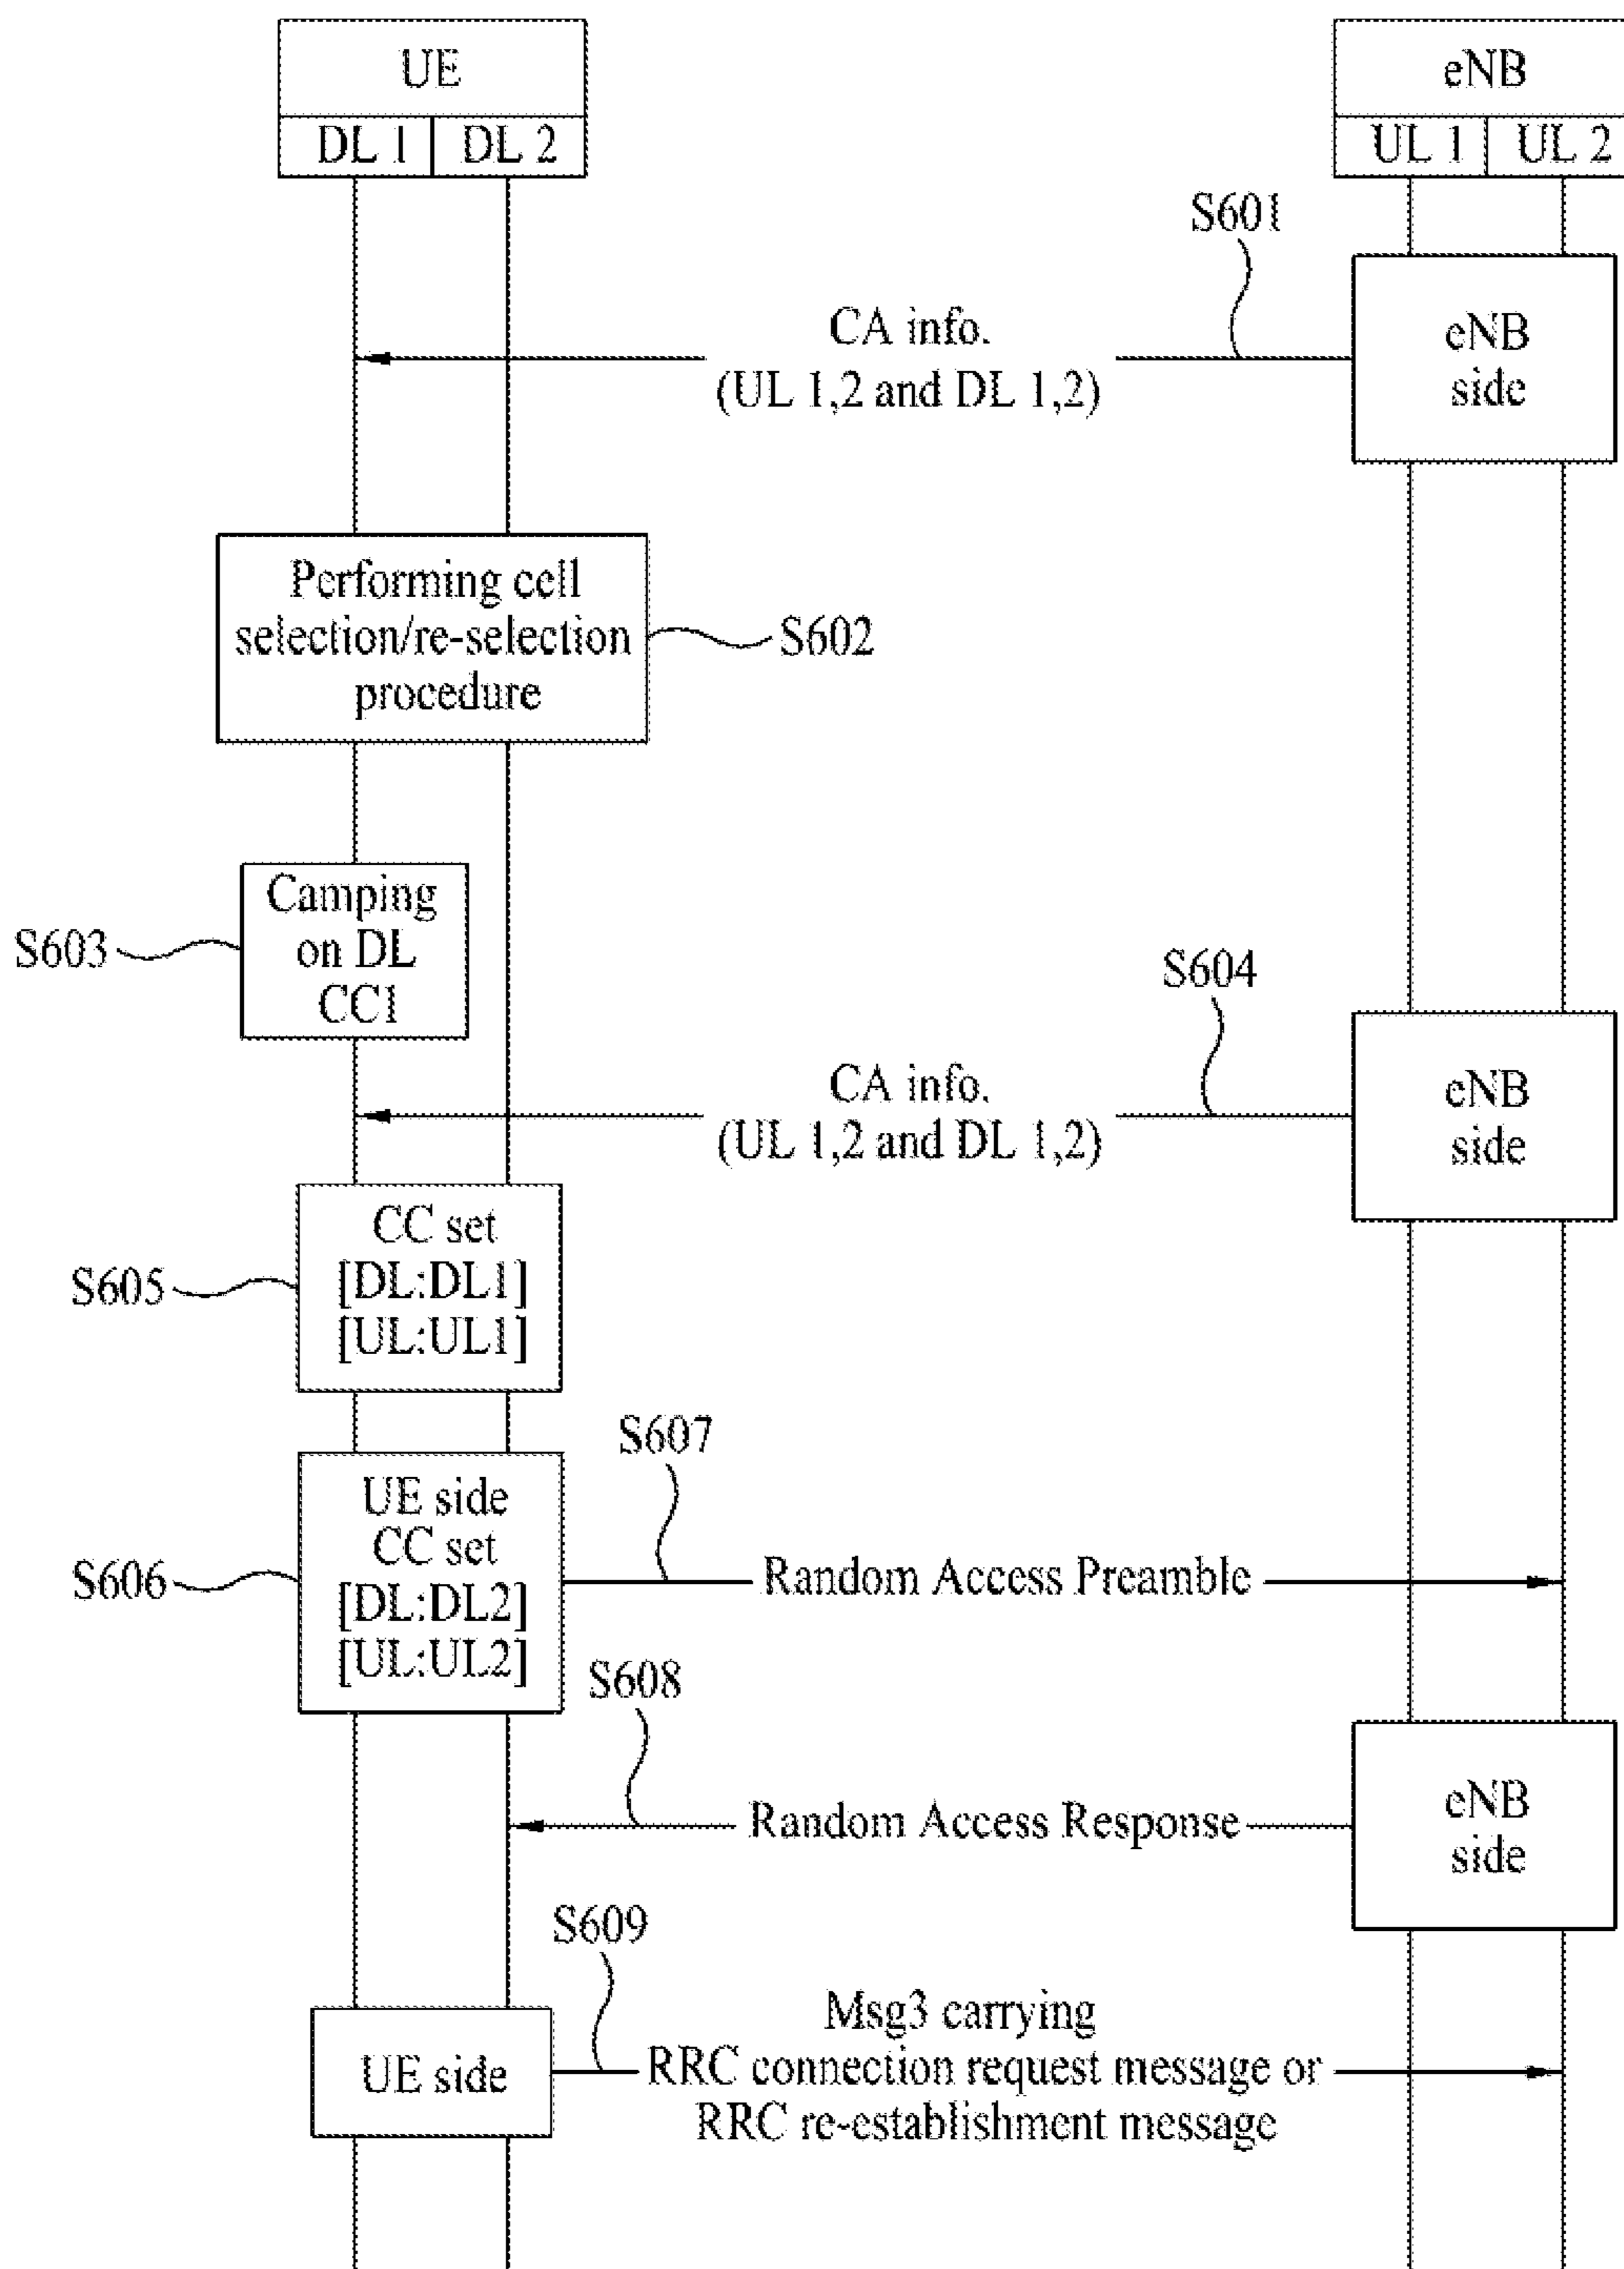 UE
eNB
DL 1
DL 2
UL 1
UL 2
S601
CA info.
(UL 1,2 and DL 1,2)
eNB
side
Performing cell
selection/re-selection
procedure
S602
Camping
on DL
CC1
S603
S604
CA info.
(UL 1,2 and DL 1,2)
eNB
side
CC set
[DL:DL1]
[UL:UL1]
S605
S607
UE side
CC set
[DL:DL2]
[UL:UL2]
S606
Random Access Preamble
S608
Random Access Response
eNB
side
S609
UE side
Msg3 carrying
RRC connection request message or
RRC re-establishment message